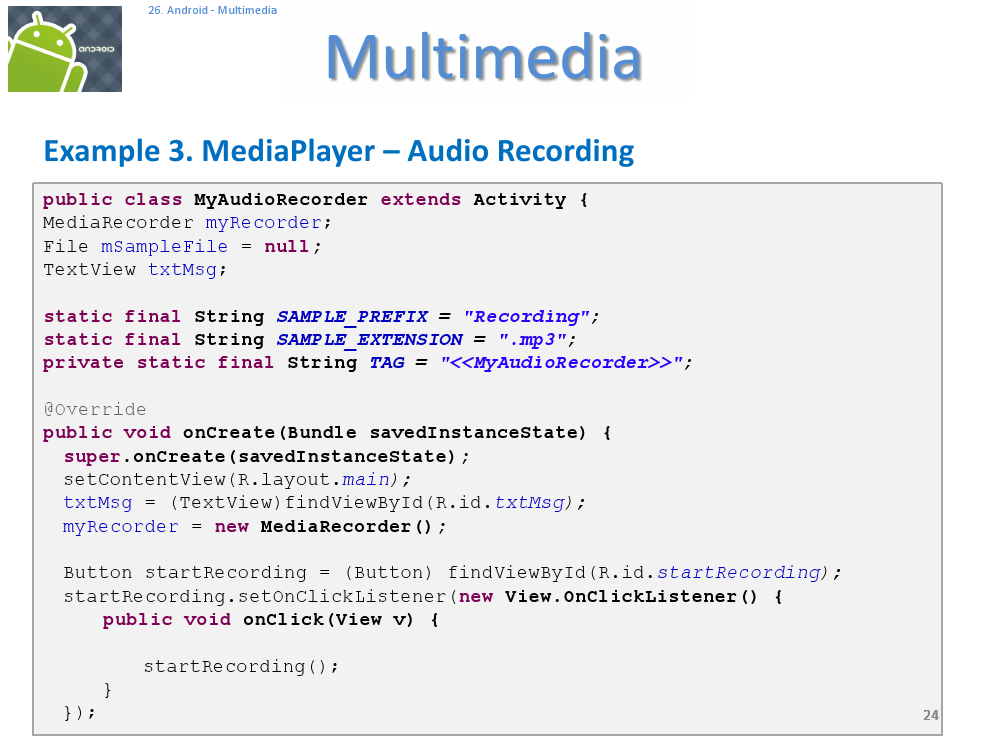 26. Android - Multimedia
ANDROID
Multimedia
Example 3. MediaPlayer – Audio Recording
public class MyAudioRecorder extends Activity {
MediaRecorder myRecorder;
File mSampleFile = null;
TextView txtMsg;
static final String SAMPLE_PREFIX = "Recording";
static final String SAMPLE_EXTENSION = ".mp3";
private static final String TAG = "<<MyAudioRecorder>>";
@Override
public void onCreate(Bundle savedInstanceState) {
super.onCreate(savedInstanceState);
setContentView(R.layout.main);
txtMsg = (TextView)findViewById(R.id.txtMsg);
myRecorder = new MediaRecorder();
Button startRecording = (Button) findViewById(R.id.startRecording);
startRecording.setOnClickListener(new View.OnClickListener() {
public void onClick(View v) {
startRecording();
}
});
24